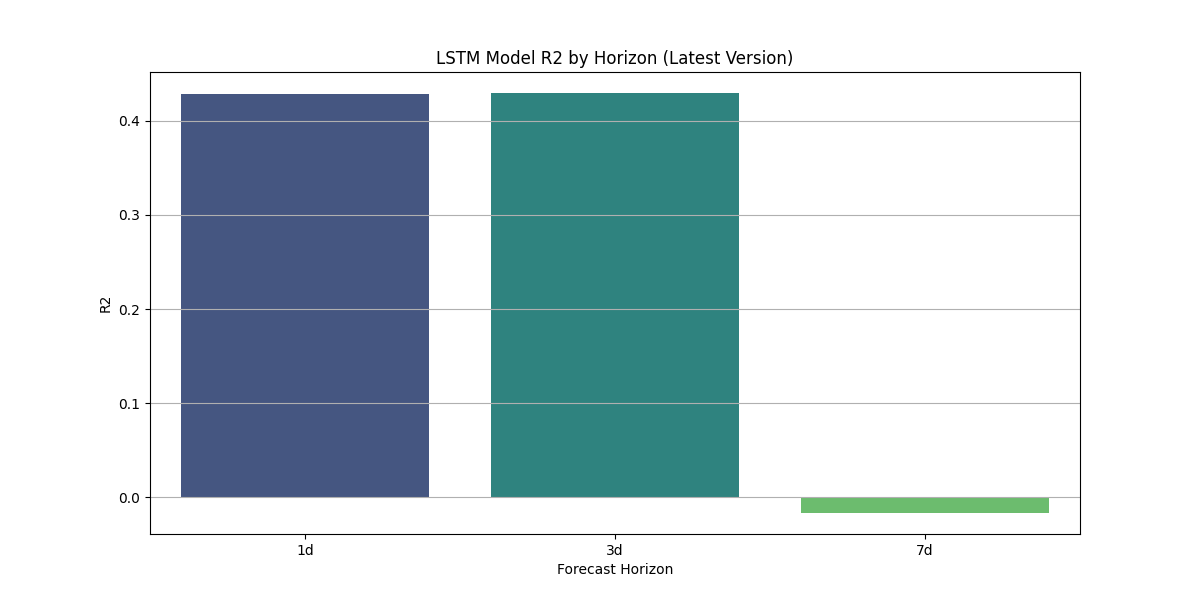 LSTM Model R2 by Horizon (Latest Version)
0.4
0.3
0.2
0.1
0.0
R2
1d 3d 7d
Forecast Horizon